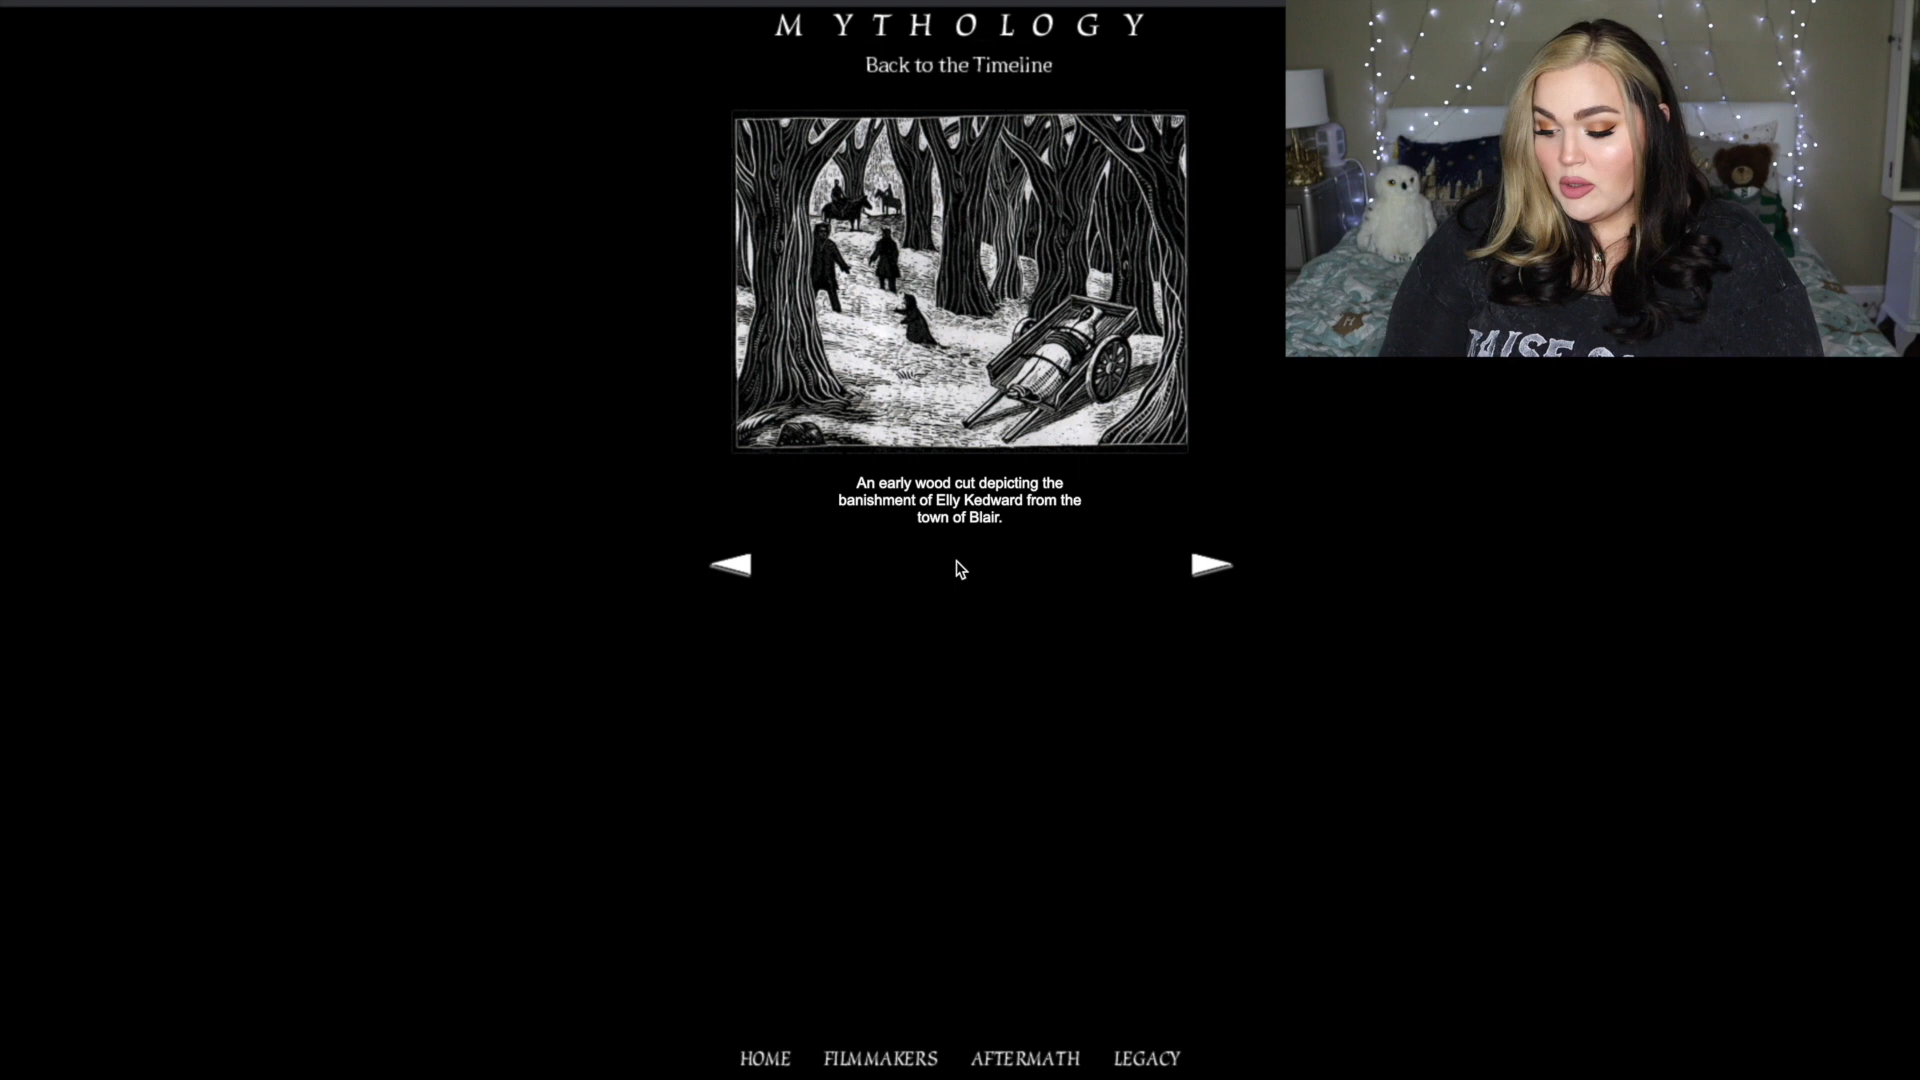 MYTHOLOGY
Back to the Timeline
An early wood cut depicting the
banishment of Elly Kedward from the
town of Blair.
HOME FILMMAKERS AFTERMATH LEGACY